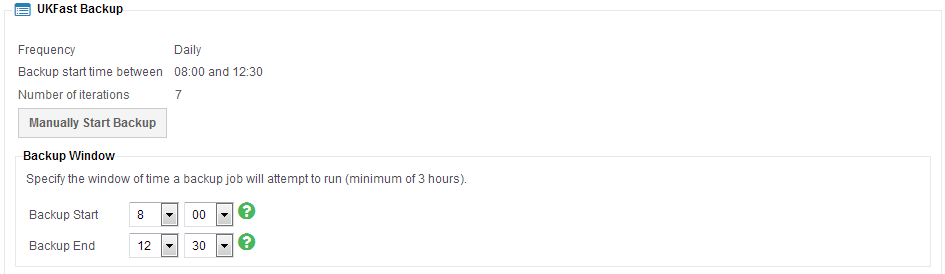 UKFast Backup
Frequency Daily
Backup start time between 08:00 and 12:30
Number of iterations 7
Manually Start Backup
Backup Window
Specify the window of time a backup job will attempt to run (minimum of 3 hours).
Backup Start 8 00 ?
Backup End 12 30 ?